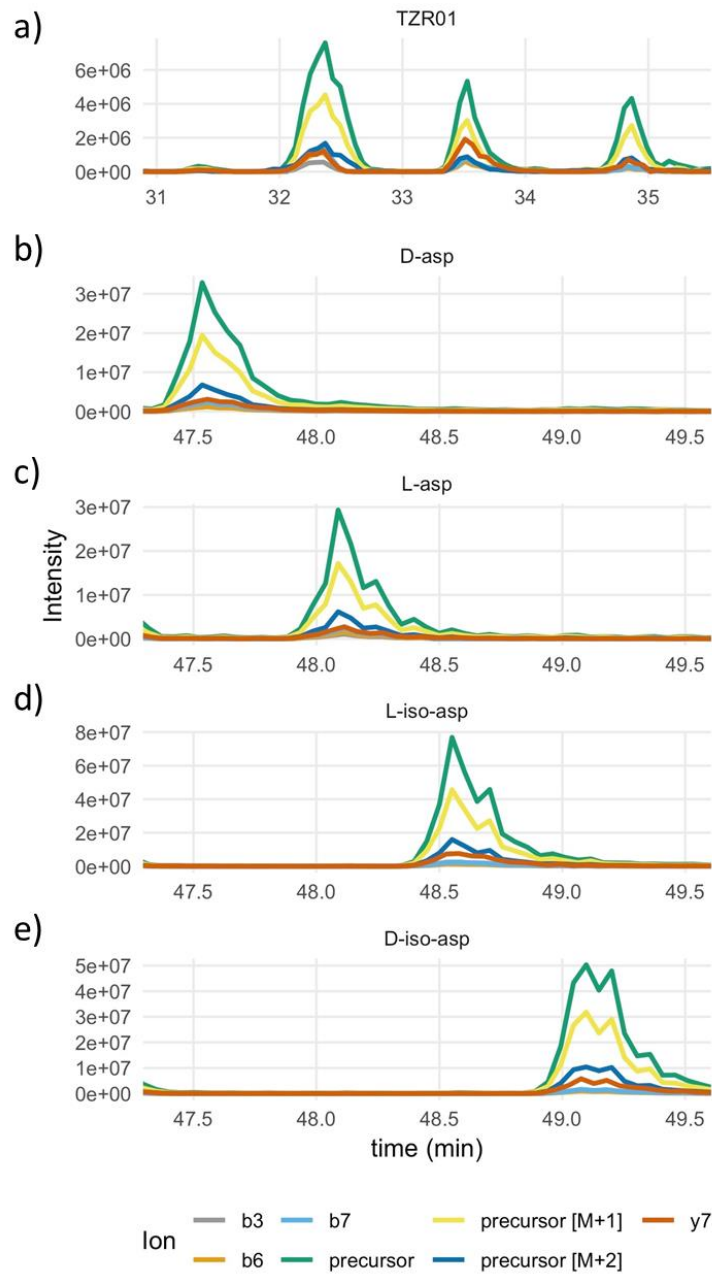 a)
TZR01
6e+06
4e+06
2e+06
0e+00
31 32 33 34 35
b)
D-asp
3e+07
2e+07
1e+07
0e+00
47.5 48.0 48.5 49.0 49.5
c)
L-asp
3e+07
2e+07
1e+07
0e+00
47.5 48.0 48.5 49.0 49.5
Intensity
d)
L-iso-asp
8e+07
6e+07
4e+07
2e+07
0e+00
47.5 48.0 48.5 49.0 49.5
e)
D-iso-asp
5e+07
4e+07
3e+07
2e+07
1e+07
0e+00
47.5 48.0 48.5 49.0 49.5
time (min)
Ion
b3 b7 precursor [M+1] y7
b6 precursor precursor [M+2]